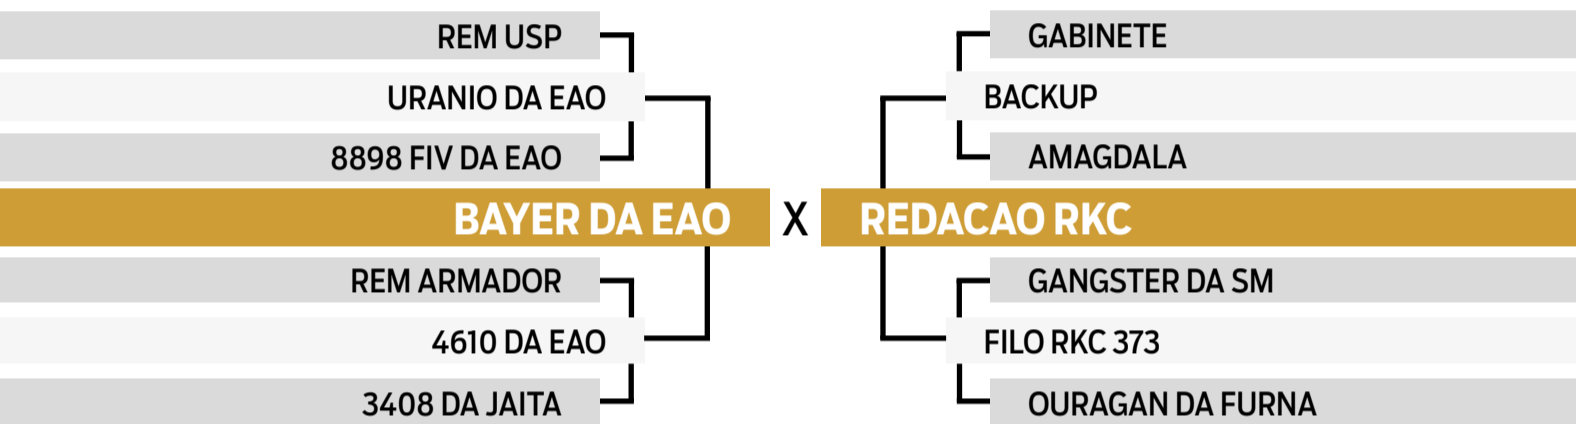 REM USP
URANIO DA EAO
8898 FIV DA EAO
BAYER DA EAO
REM ARMADOR
4610 DA EAO
3408 DA JAITA
X
GABINETE
BACKUP
AMAGDALA
REDACAO RKC
GANGSTER DA SM
FILO RKC 373
OURAGAN DA FURNA